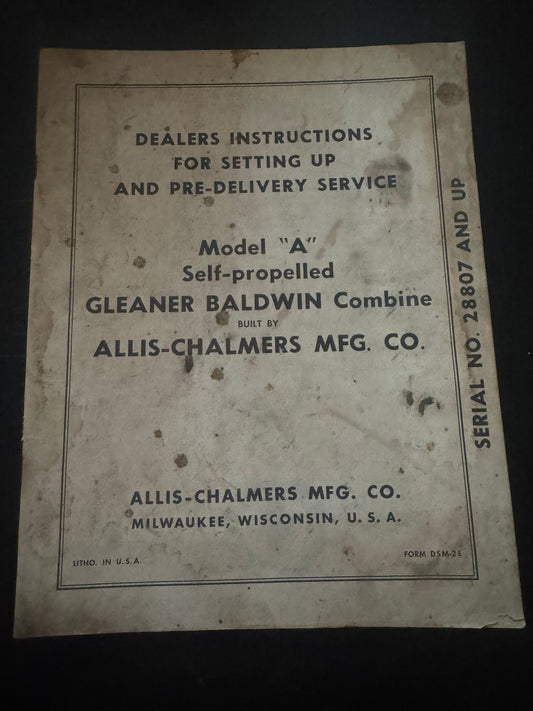 DEALERS INSTRUCTIONS
FOR SETTING UP
AND PRE-DELIVERY SERVICE
Model "A"
Self-propelled
GLEANER BALDWIN Combine
BUILT BY
ALLIS-CHALMERS MFG. CO.
ALLIS-CHALMERS MFG. CO.
MILWAUKEE, WISCONSIN, U. S. A.
LITHO. IN U. S. A.
FORM DSM-2E
SERIAL NO. 28807 AND UP